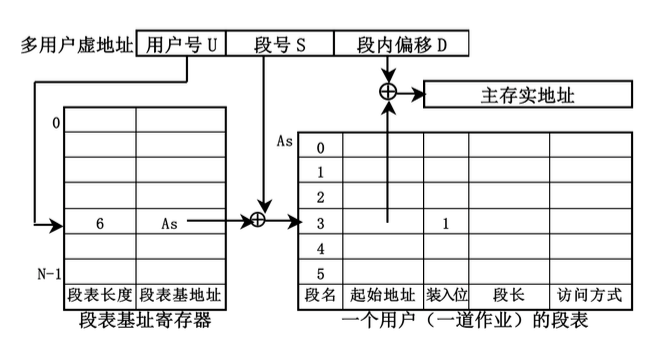 多用户虚地址 用户号 U 段号 S 段内偏移 D
主存实地址
0
As 0
1
2
6 As 3 1
4
N-1 5
段表长度 段表基地址 段名 起始地址 装入位 段长 访问方式
段表基址寄存器 一个用户（一道作业）的段表